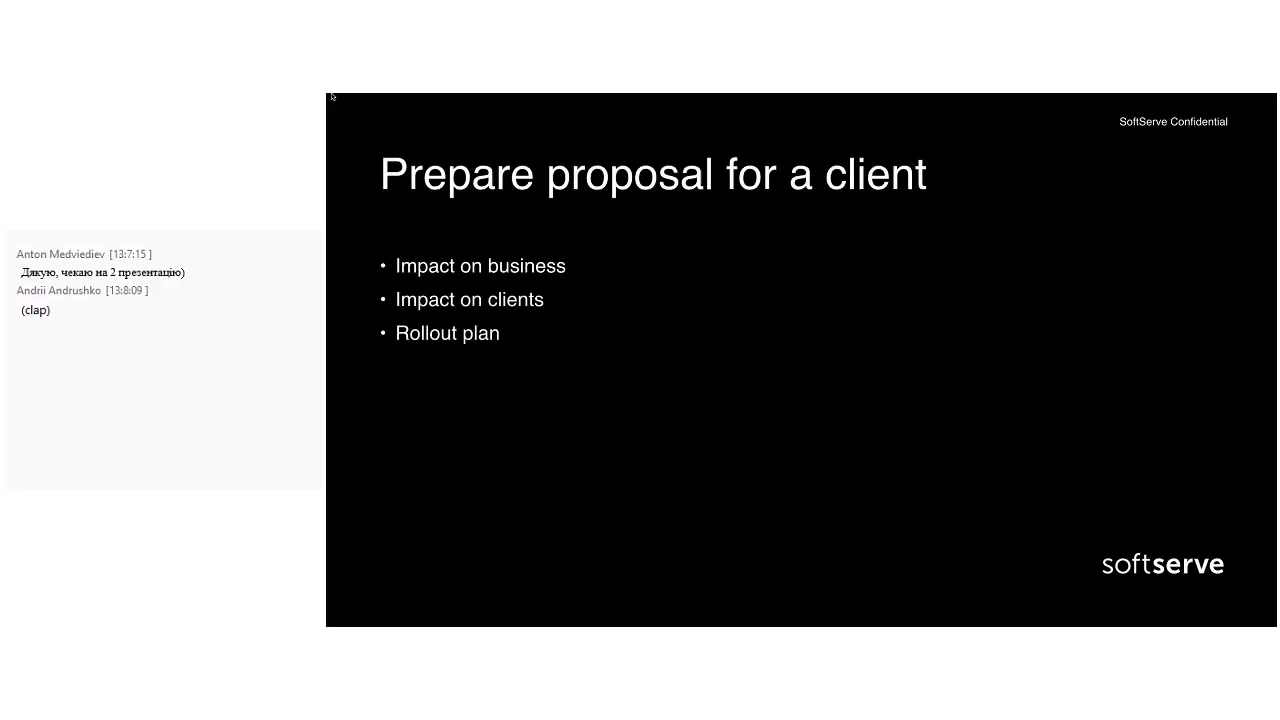 Anton Medviediev [13:7:15 ]
Дякую, чекаю на 2 презентацію)
Andrii Andrushko [13:8:09 ]
(clap)
SoftServe Confidential
Prepare proposal for a client
• Impact on business
• Impact on clients
• Rollout plan
softserve